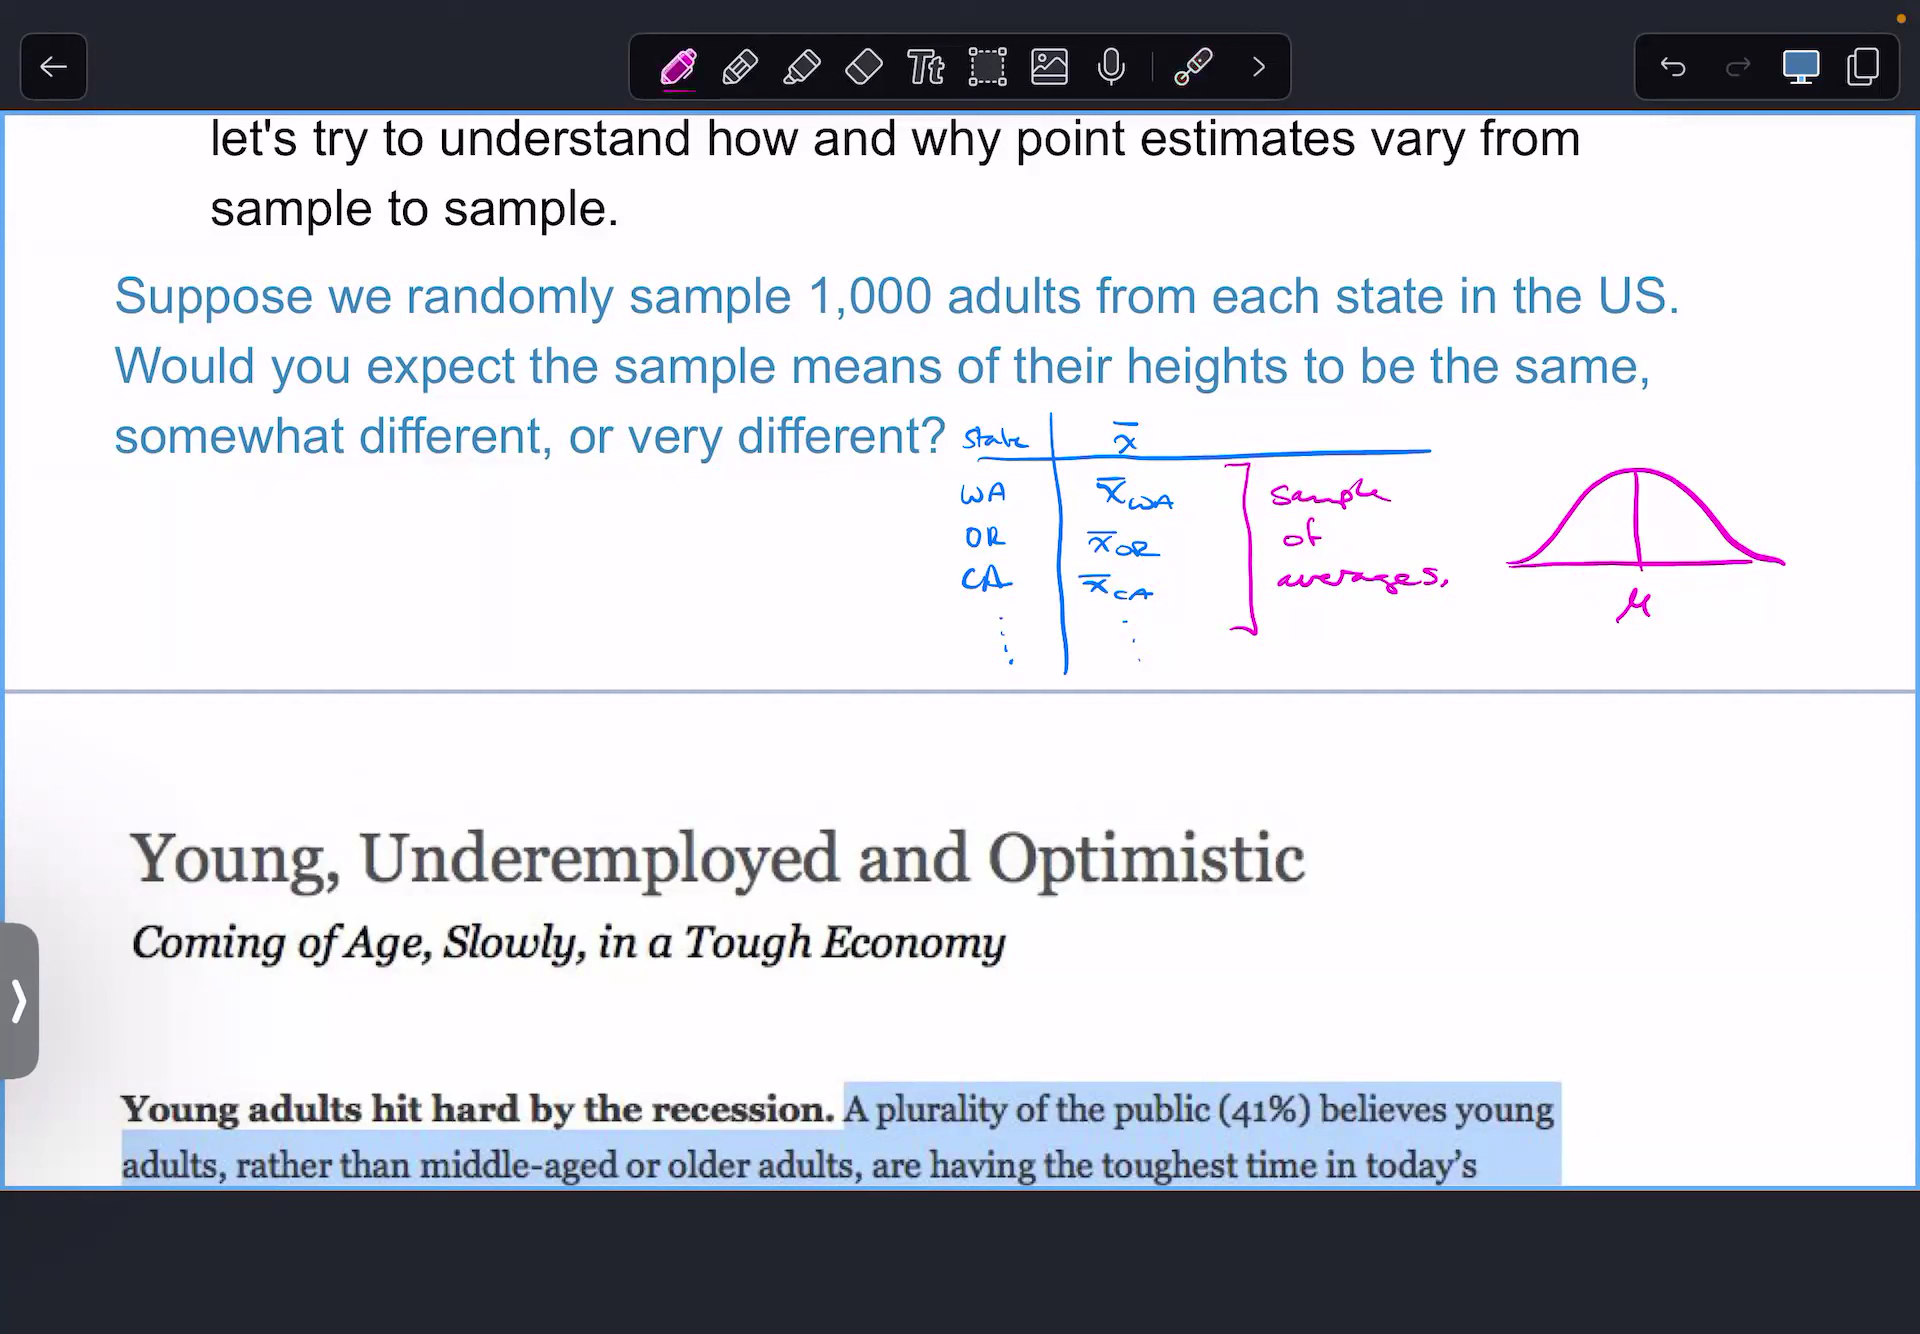 Tt
let's try to understand how and why point estimates vary from
sample to sample.
Suppose we randomly sample 1,000 adults from each state in the US.
Would you expect the sample means of their heights to be the same,
somewhat different, or very different?
state x̄
WA x̄WA
OR x̄OR
CA x̄CA
sample
of
averages.
μ
Young, Underemployed and Optimistic
Coming of Age, Slowly, in a Tough Economy
Young adults hit hard by the recession. A plurality of the public (41%) believes young
adults, rather than middle-aged or older adults, are having the toughest time in today’s